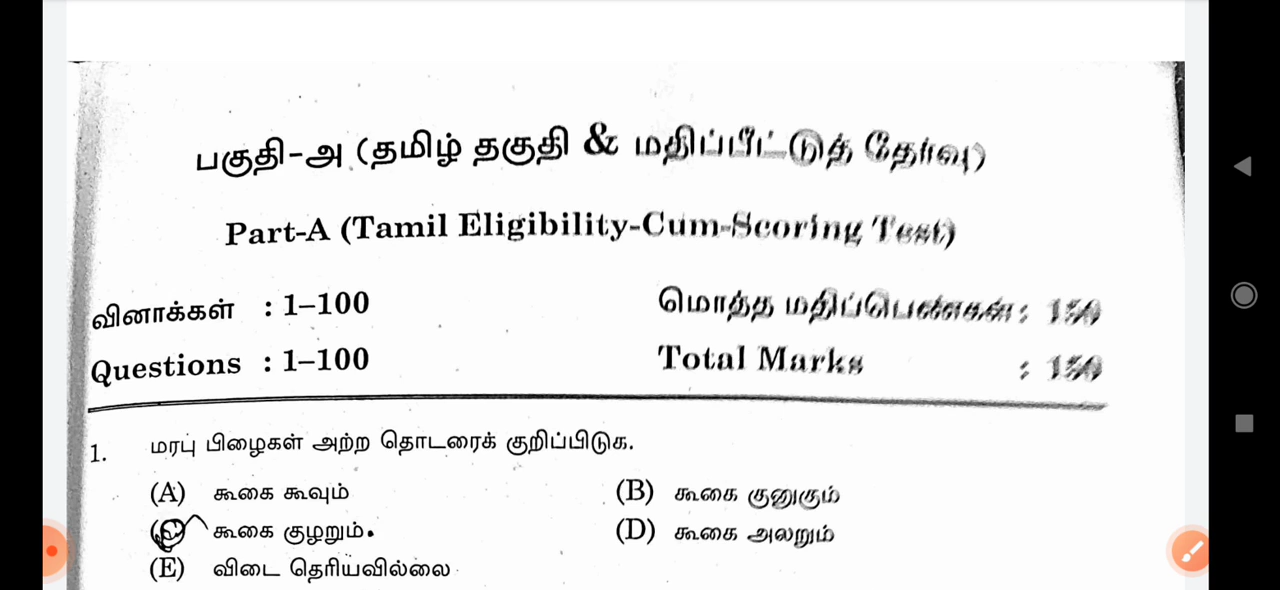 பகுதி-அ (தமிழ் தகுதி & மதிப்பீட்டுத் தேர்வு)
Part-A (Tamil Eligibility-Cum-Scoring Test)
வினாக்கள் : 1–100 மொத்த மதிப்பெண்கள் : 150
Questions : 1–100 Total Marks : 150
1. மரபு பிழைகள் அற்ற தொடரைக் குறிப்பிடுக.
(A) கூகை கூவும் (B) கூகை குனுகும்
(C) கூகை குழறும். (D) கூகை அலறும்
(E) விடை தெரியவில்லை